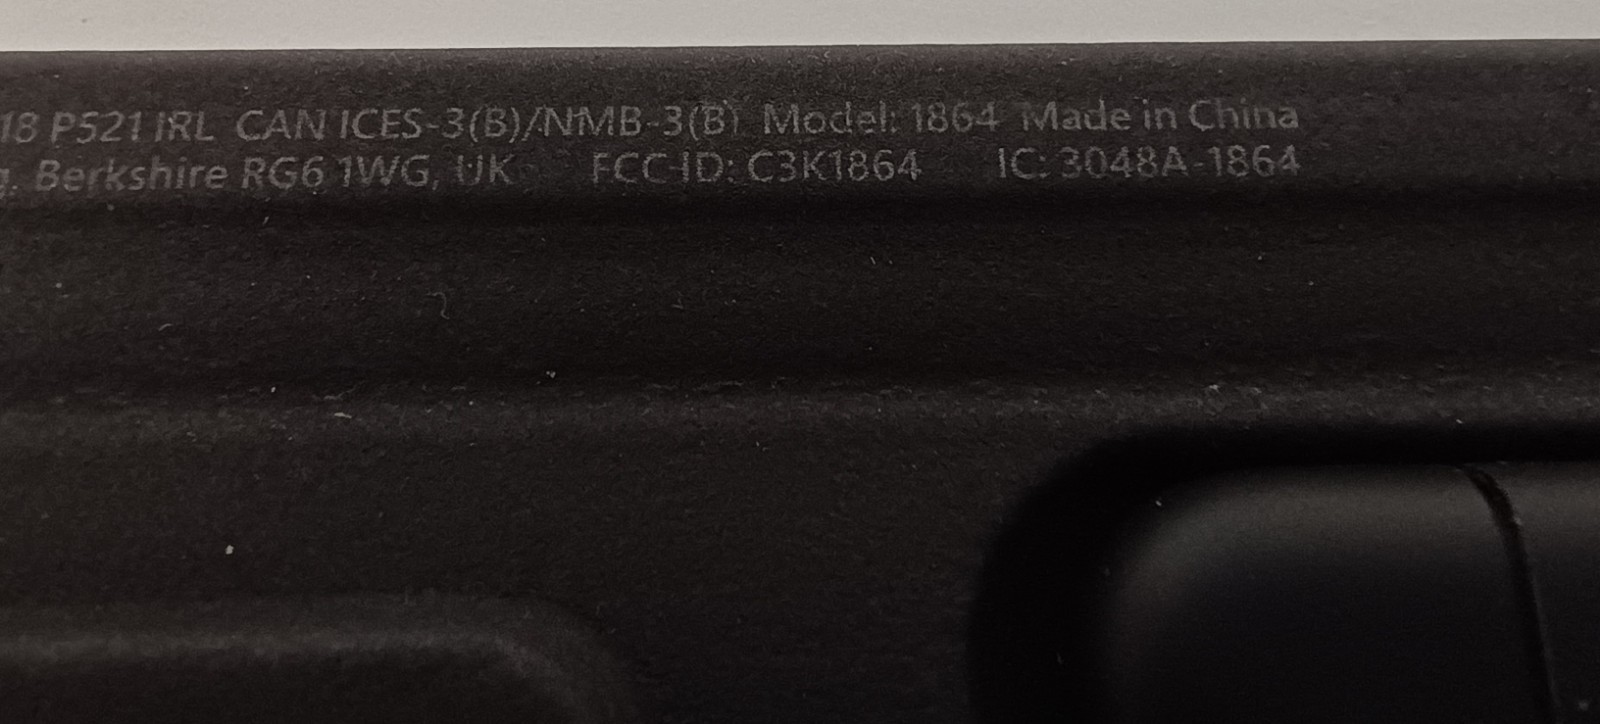 18 P521 IRL CAN ICES-3(B)/NMB-3(B) Model: 1864 Made in China
g. Berkshire RG6 1WG, UK FCC ID: C3K1864 IC: 3048A-1864